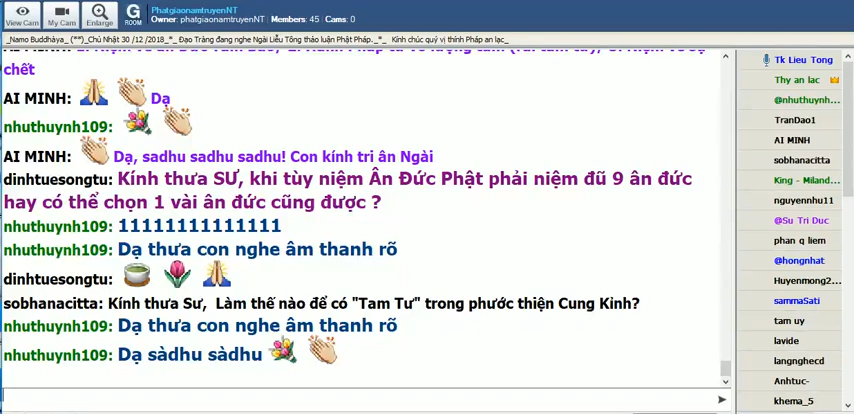 View Cam
My Cam
Enlarge
G
ROOM
PhatgiaonamtruyenNT
Owner: phatgiaonamtruyenNT | Members: 45 | Cams: 0
_Namo Buddhàya_ (**)_Chủ Nhật 30 /12 /2018_*_ Đạo Tràng đang nghe Ngài Liễu Tông thảo luận Phật Pháp._*_ Kính chúc quý vị thính Pháp an lạc_
chết
AI MINH: Dạ
nhuthuynh109:
AI MINH: Dạ, sadhu sadhu sadhu! Con kính tri ân Ngài
dinhtuesongtu: Kính thưa SƯ, khi tùy niệm Ân Đức Phật phải niệm đủ 9 ân đức
hay có thể chọn 1 vài ân đức cũng được ?
nhuthuynh109: 11111111111111
nhuthuynh109: Dạ thưa con nghe âm thanh rõ
dinhtuesongtu:
sobhanacitta: Kính thưa Sư, Làm thế nào để có "Tam Tư" trong phước thiện Cung Kính?
nhuthuynh109: Dạ thưa con nghe âm thanh rõ
nhuthuynh109: Dạ sàdhu sàdhu
Tk Lieu Tong
Thy an lac
@nhuthuynh...
TranDao1
AI MINH
sobhanacitta
King - Miland...
nguyennhu11
@Su Tri Duc
phan q liem
@hongnhat
Huyenmong2...
sammaSati
tam uy
lavide
langnghecd
Anhtuc-
khema_5